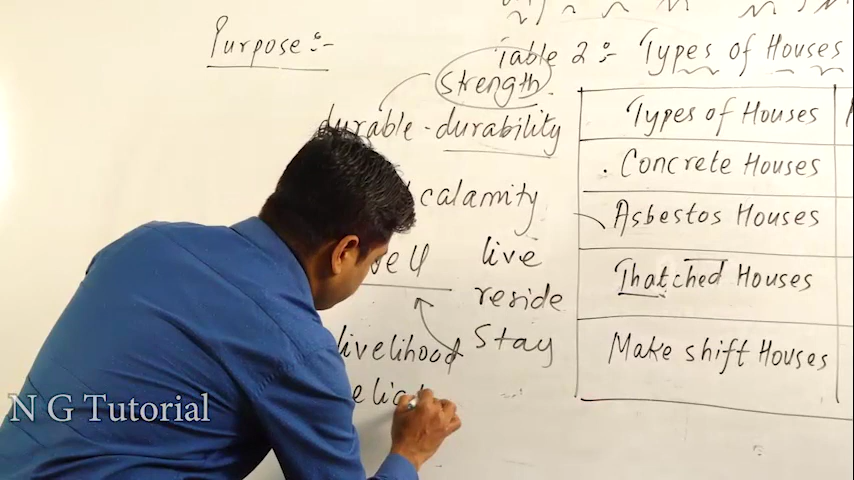 Purpose:-
Table 2:- Types of Houses
Strength.
durable - durability
calamity
live
reside
Stay
livelihood
Types of Houses
Concrete Houses
Asbestos Houses
Thatched Houses
Make shift Houses
N G Tutorial